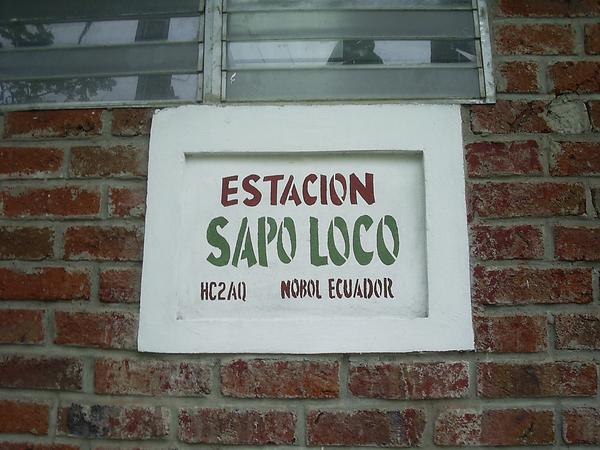 ESTACION
SAPO LOCO
HC2AQ NOBOL ECUADOR